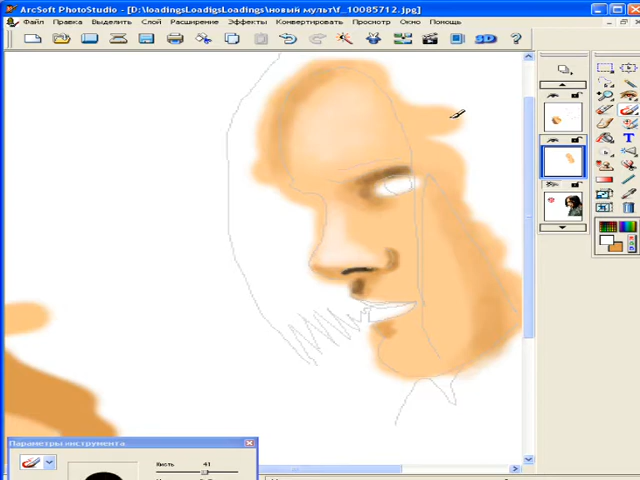 ArcSoft PhotoStudio - [D:\loadingsLoadigsLoadings\новый мульт\f_10085712.jpg]
Файл Правка Выделить Слой Расширение Эффекты Конвертировать Просмотр Окно Помощь
3D
T
Параметры инструмента
Кисть 41